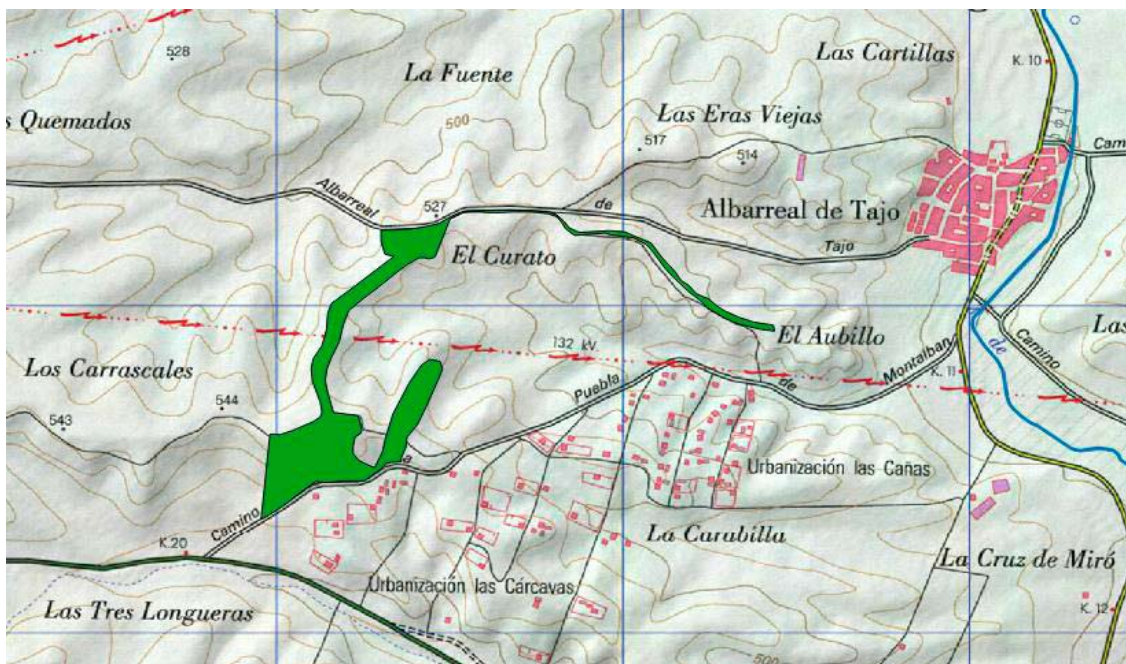 528
La Fuente
Las Cartillas
K. 10
s Quemados
500
Las Eras Viejas
517
514
Cam
Albarreal
527
de
Albarreal de Tajo
Tajo
El Curato
132 kv.
El Aubillo
Las
Los Carrascales
Puebla
de
Montalban
K. 11
de
Camino
544
543
a
Urbanización las Cañas
Camino
La Carabilla
K.20
Urbanización las Cárcavas
La Cruz de Miró
Las Tres Longueras
K. 12
500